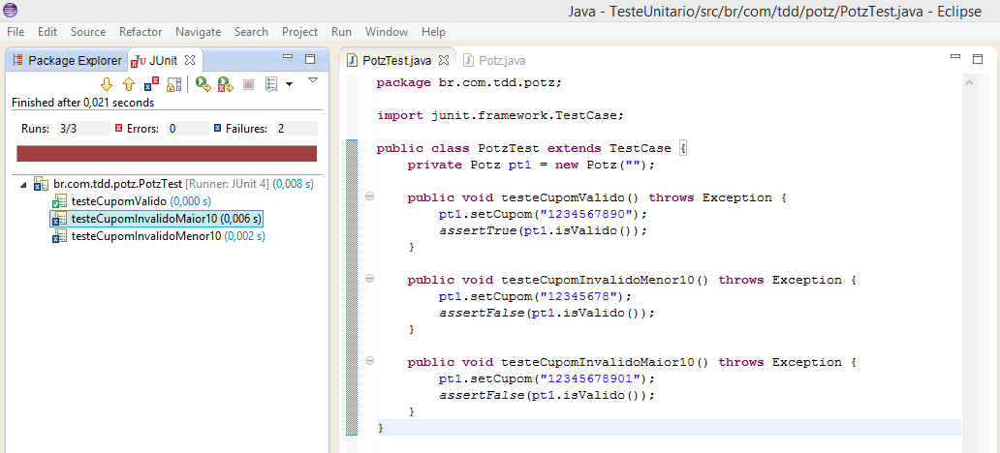 Java - TesteUnitario/src/br/com/tdd/potz/PotzTest.java - Eclipse
File Edit Source Refactor Navigate Search Project Run Window Help
Package Explorer JUnit
Finished after 0,021 seconds
Runs: 3/3 Errors: 0 Failures: 2
br.com.tdd.potz.PotzTest [Runner: JUnit 4] (0,008 s)
testeCupomValido (0,000 s)
testeCupomInvalidoMaior10 (0,006 s)
testeCupomInvalidoMenor10 (0,002 s)
PotzTest.java Potz.java
package br.com.tdd.potz;
import junit.framework.TestCase;
public class PotzTest extends TestCase {
private Potz pt1 = new Potz("");
public void testeCupomValido() throws Exception {
pt1.setCupom("1234567890");
assertTrue(pt1.isValido());
}
public void testeCupomInvalidoMenor10() throws Exception {
pt1.setCupom("12345678");
assertFalse(pt1.isValido());
}
public void testeCupomInvalidoMaior10() throws Exception {
pt1.setCupom("12345678901");
assertFalse(pt1.isValido());
}
}